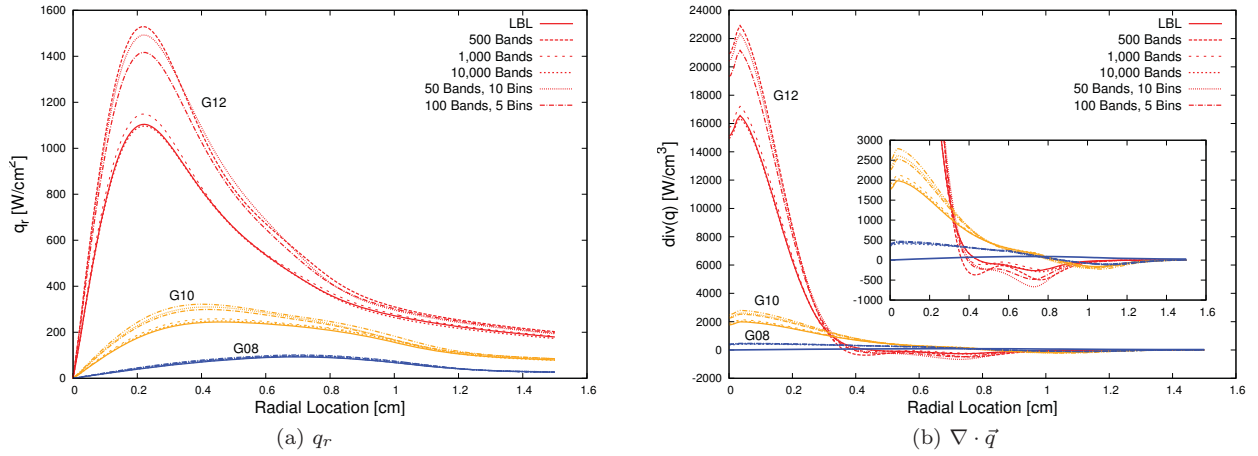 1600
1400
1200
1000
800
600
400
200
0
0 0.2 0.4 0.6 0.8 1 1.2 1.4 1.6
q_r [W/cm²]
Radial Location [cm]
LBL
500 Bands
1,000 Bands
10,000 Bands
50 Bands, 10 Bins
100 Bands, 5 Bins
G12
G10
G08
(a) q_r
24000
22000
20000
18000
16000
14000
12000
10000
8000
6000
4000
2000
0
-2000
0 0.2 0.4 0.6 0.8 1 1.2 1.4 1.6
div(q) [W/cm³]
Radial Location [cm]
LBL
500 Bands
1,000 Bands
10,000 Bands
50 Bands, 10 Bins
100 Bands, 5 Bins
G12
G10
G08
3000
2500
2000
1500
1000
500
0
-500
-1000
0 0.2 0.4 0.6 0.8 1 1.2 1.4 1.6
(b) ∇ · q⃗